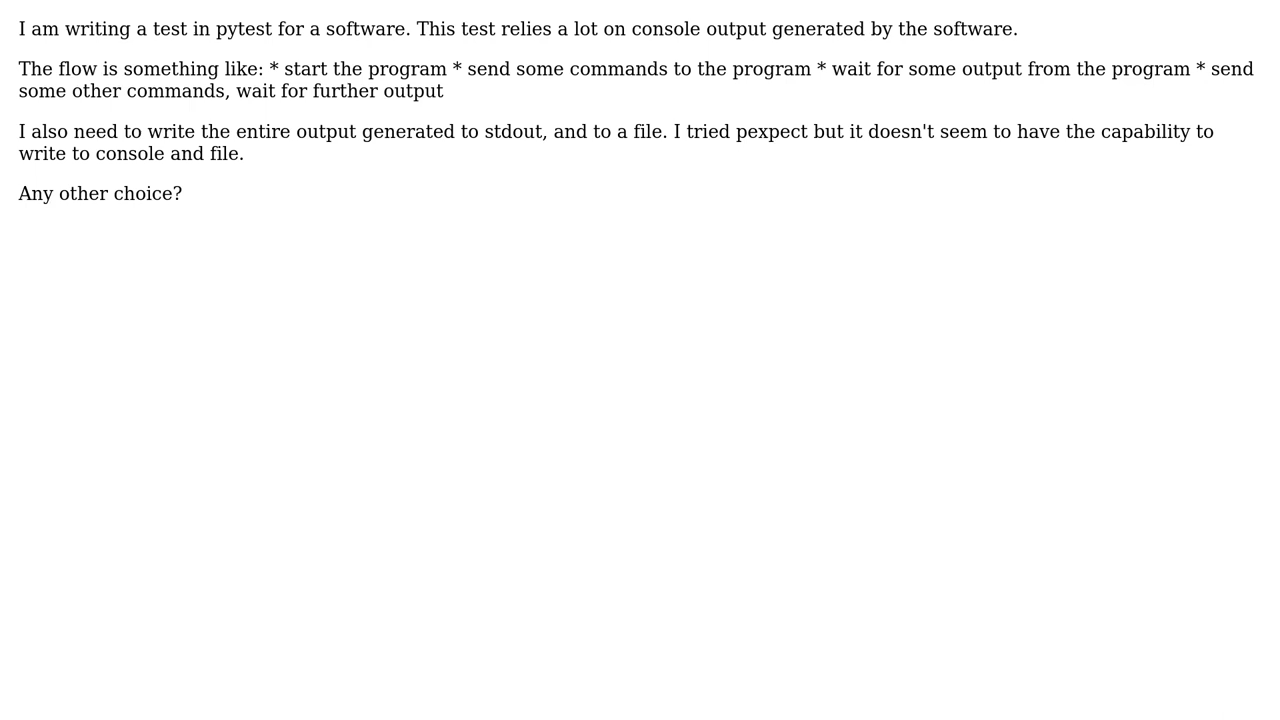 I am writing a test in pytest for a software. This test relies a lot on console output generated by the software.
The flow is something like: * start the program * send some commands to the program * wait for some output from the program * send
some other commands, wait for further output
I also need to write the entire output generated to stdout, and to a file. I tried pexpect but it doesn't seem to have the capability to
write to console and file.
Any other choice?